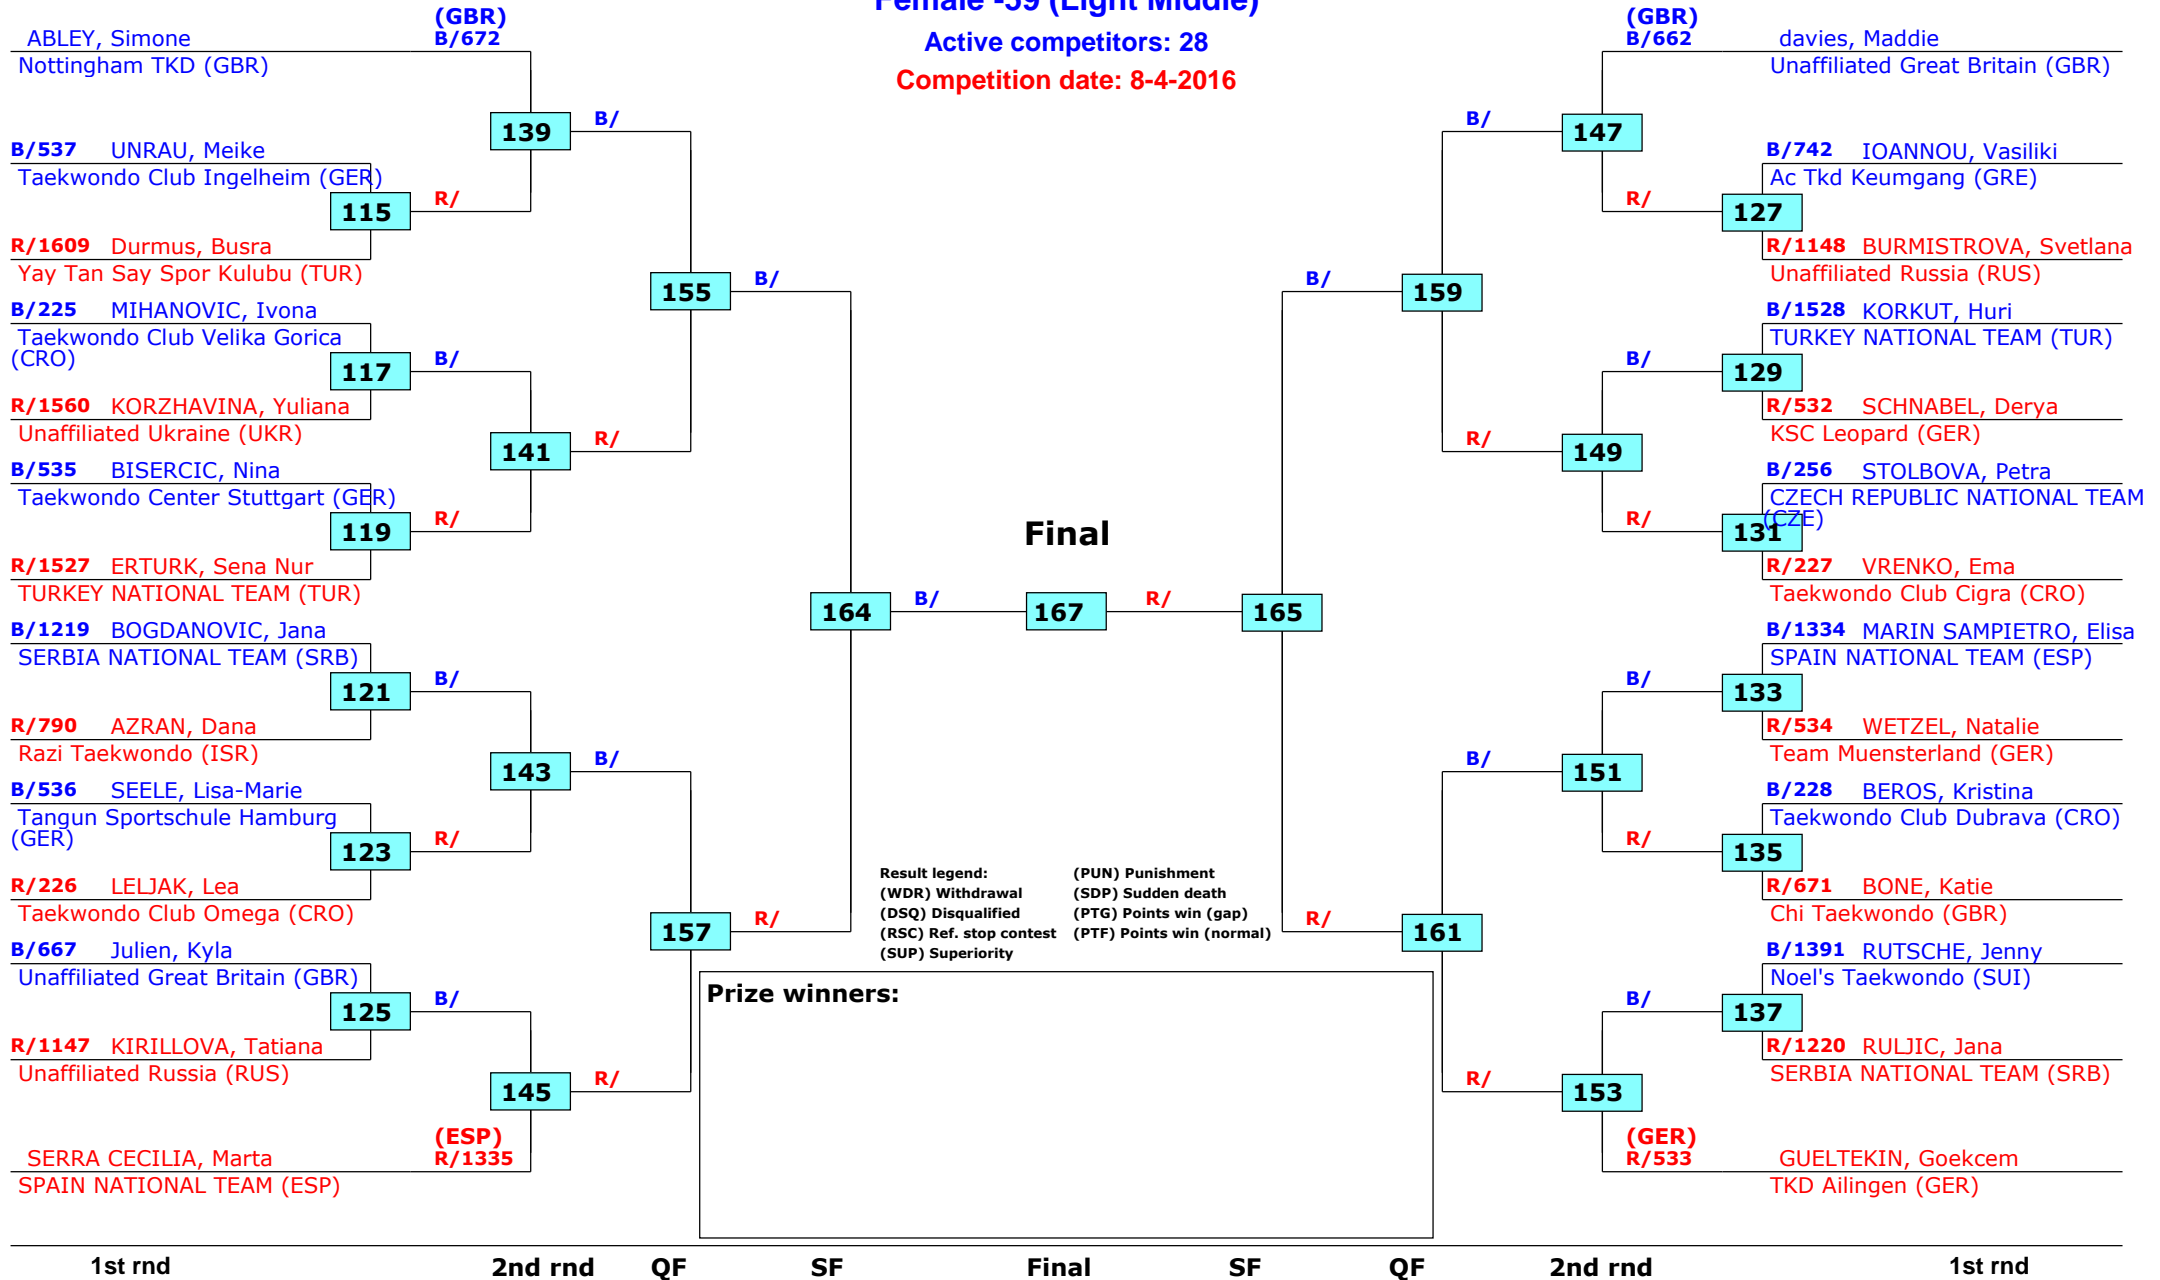 Female -59 (Light Middle)
Active competitors: 28
Competition date: 8-4-2016
(GBR)
ABLEY, Simone B/672
Nottingham TKD (GBR)
139
B/
B/537 UNRAU, Meike
Taekwondo Club Ingelheim (GER)
115
R/
R/1609 Durmus, Busra
Yay Tan Say Spor Kulubu (TUR)
155
B/
B/225 MIHANOVIC, Ivona
Taekwondo Club Velika Gorica
(CRO)
117
B/
R/1560 KORZHAVINA, Yuliana
Unaffiliated Ukraine (UKR)
141
R/
B/535 BISERCIC, Nina
Taekwondo Center Stuttgart (GER)
119
R/
R/1527 ERTURK, Sena Nur
TURKEY NATIONAL TEAM (TUR)
164
B/
B/1219 BOGDANOVIC, Jana
SERBIA NATIONAL TEAM (SRB)
121
B/
R/790 AZRAN, Dana
Razi Taekwondo (ISR)
143
B/
B/536 SEELE, Lisa-Marie
Tangun Sportschule Hamburg
(GER)
123
R/
R/226 LELJAK, Lea
Taekwondo Club Omega (CRO)
157
R/
B/667 Julien, Kyla
Unaffiliated Great Britain (GBR)
125
B/
R/1147 KIRILLOVA, Tatiana
Unaffiliated Russia (RUS)
145
R/
(ESP)
SERRA CECILIA, Marta R/1335
SPAIN NATIONAL TEAM (ESP)
Final
167
R/
(GBR)
B/662 davies, Maddie
Unaffiliated Great Britain (GBR)
B/
147
B/742 IOANNOU, Vasiliki
Ac Tkd Keumgang (GRE)
R/
127
R/1148 BURMISTROVA, Svetlana
Unaffiliated Russia (RUS)
B/
159
B/1528 KORKUT, Huri
TURKEY NATIONAL TEAM (TUR)
B/
129
R/532 SCHNABEL, Derya
KSC Leopard (GER)
R/
149
B/256 STOLBOVA, Petra
CZECH REPUBLIC NATIONAL TEAM
(CZE)
R/
131
R/227 VRENKO, Ema
Taekwondo Club Cigra (CRO)
165
B/1334 MARIN SAMPIETRO, Elisa
SPAIN NATIONAL TEAM (ESP)
B/
133
R/534 WETZEL, Natalie
Team Muensterland (GER)
B/
151
B/228 BEROS, Kristina
Taekwondo Club Dubrava (CRO)
R/
135
R/671 BONE, Katie
Chi Taekwondo (GBR)
R/
161
B/1391 RUTSCHE, Jenny
Noel's Taekwondo (SUI)
B/
137
R/1220 RULJIC, Jana
SERBIA NATIONAL TEAM (SRB)
R/
153
(GER)
R/533 GUELTEKIN, Goekcem
TKD Ailingen (GER)
Result legend: (PUN) Punishment
(WDR) Withdrawal (SDP) Sudden death
(DSQ) Disqualified (PTG) Points win (gap)
(RSC) Ref. stop contest (PTF) Points win (normal)
(SUP) Superiority
Prize winners:
1st rnd 2nd rnd QF SF Final SF QF 2nd rnd 1st rnd